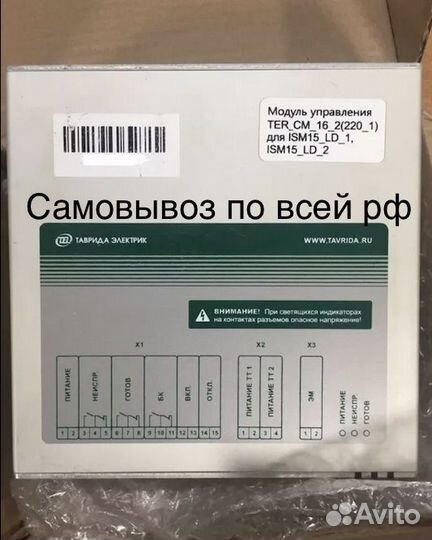 Модуль управления
TER_CM_16_2(220_1)
для ISM15_LD_1,
ISM15_LD_2
Самовывоз по всей рф
TEL ТАВРИДА ЭЛЕКТРИК
WWW.TAVRIDA.RU
ВНИМАНИЕ! При светящихся индикаторах
на контактах разъемов опасное напряжение!
X1 X2 X3
ПИТАНИЕ НЕИСПР. ГОТОВ БК ВКЛ. ОТКЛ. ПИТАНИЕ ТТ 1 ПИТАНИЕ ТТ 2 ЭМ ПИТАНИЕ НЕИСПР. ГОТОВ
1 2 3 4 5 6 7 8 9 10 11 12 13 14 15 1 2 3 4 1 2
Avito